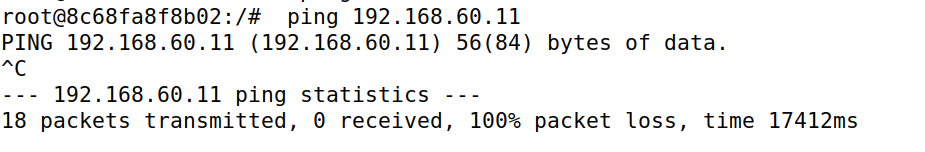 root@8c68fa8f8b02:/#  ping 192.168.60.11
PING 192.168.60.11 (192.168.60.11) 56(84) bytes of data.
^C
--- 192.168.60.11 ping statistics ---
18 packets transmitted, 0 received, 100% packet loss, time 17412ms